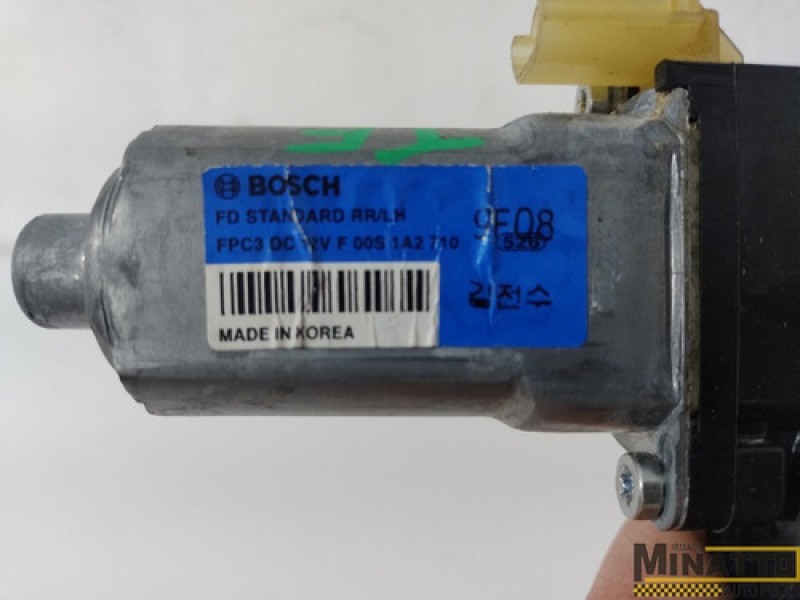 BOSCH
FD STANDARD RR/LH
9E08
FPC3 DC 12V F 00S 1A2 710
526
김전수
MADE IN KOREA
MINATTO